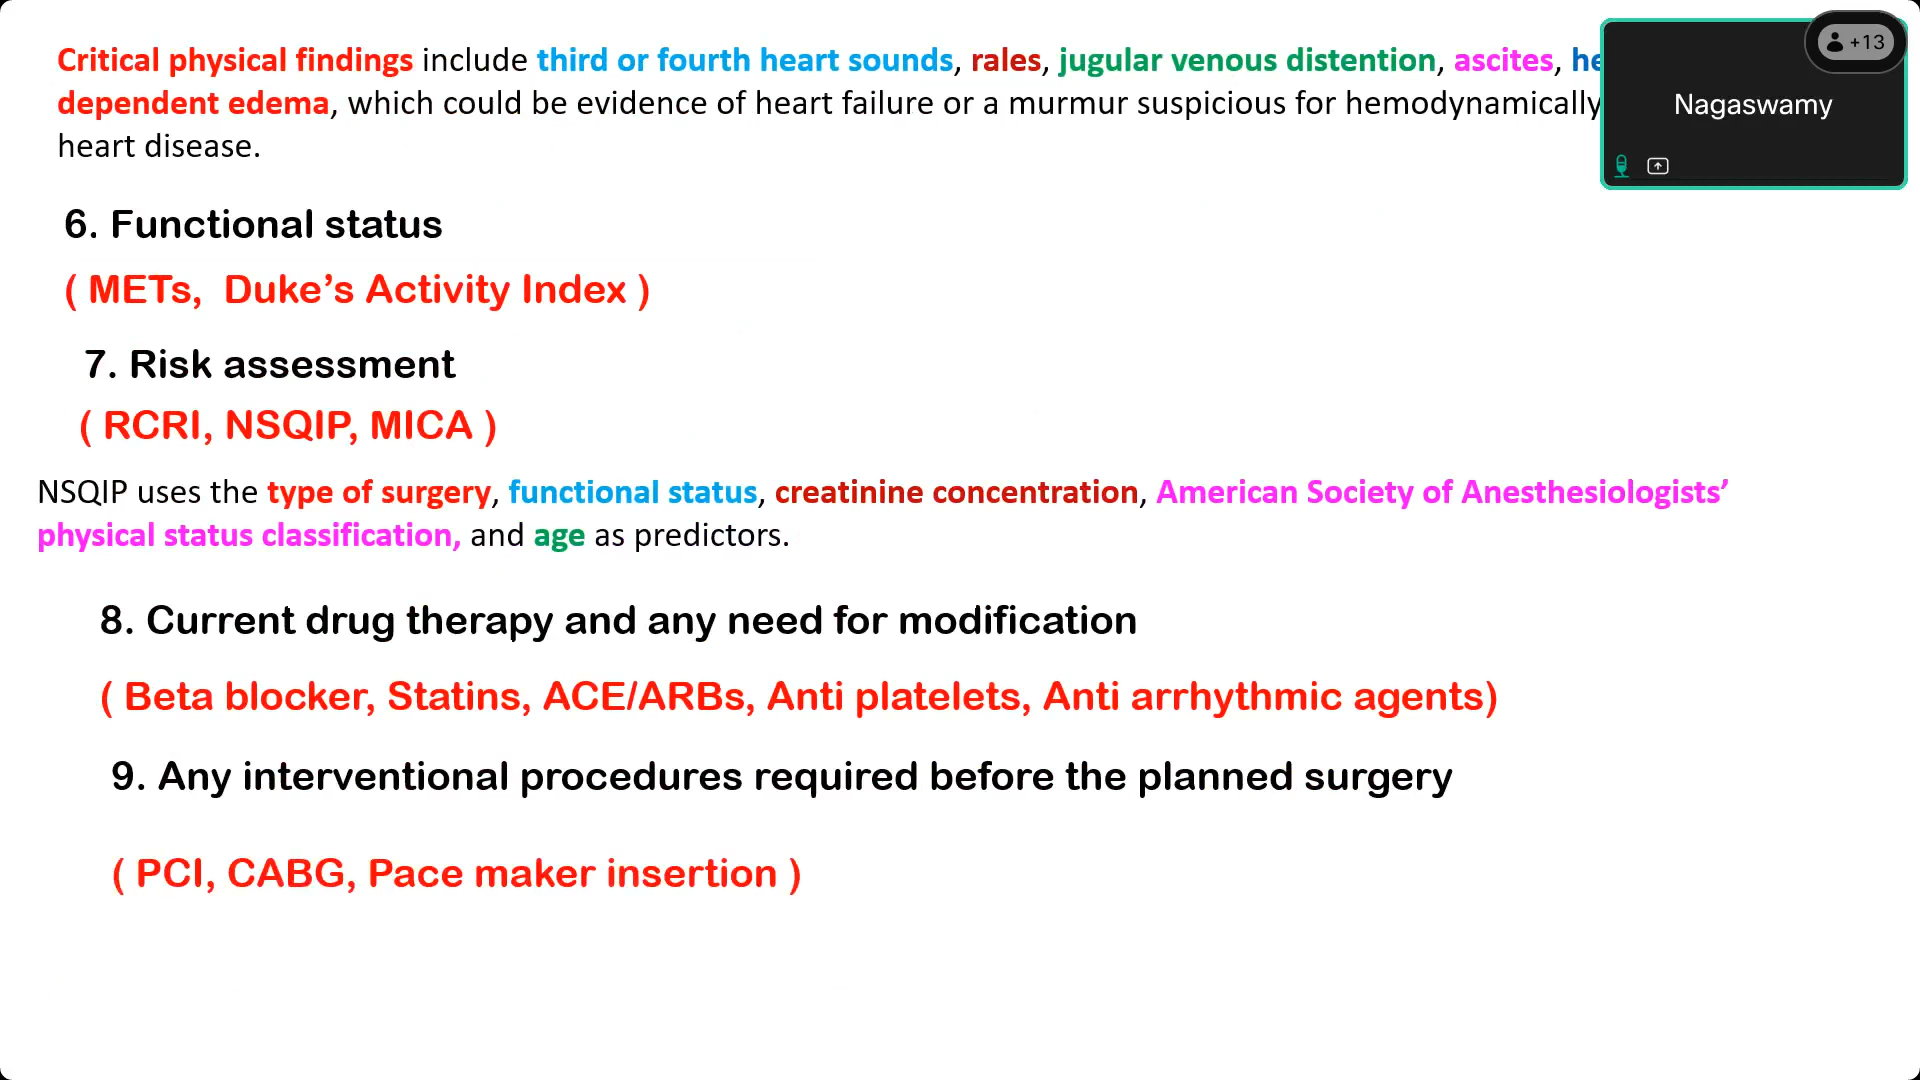 Critical physical findings include third or fourth heart sounds, rales, jugular venous distention, ascites,
dependent edema, which could be evidence of heart failure or a murmur suspicious for hemodynamically
heart disease.
+13
Nagaswamy
6. Functional status
( METs, Duke’s Activity Index )
7. Risk assessment
( RCRI, NSQIP, MICA )
NSQIP uses the type of surgery, functional status, creatinine concentration, American Society of Anesthesiologists’
physical status classification, and age as predictors.
8. Current drug therapy and any need for modification
( Beta blocker, Statins, ACE/ARBs, Anti platelets, Anti arrhythmic agents)
9. Any interventional procedures required before the planned surgery
( PCI, CABG, Pace maker insertion )